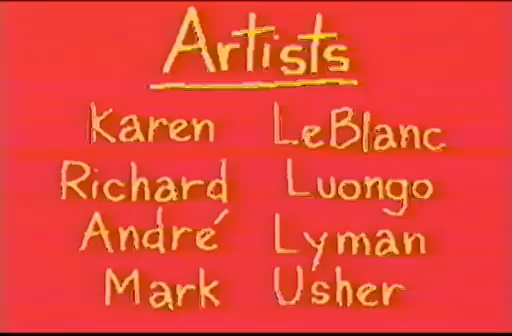 Artists
Karen LeBlanc
Richard Luongo
André Lyman
Mark Usher